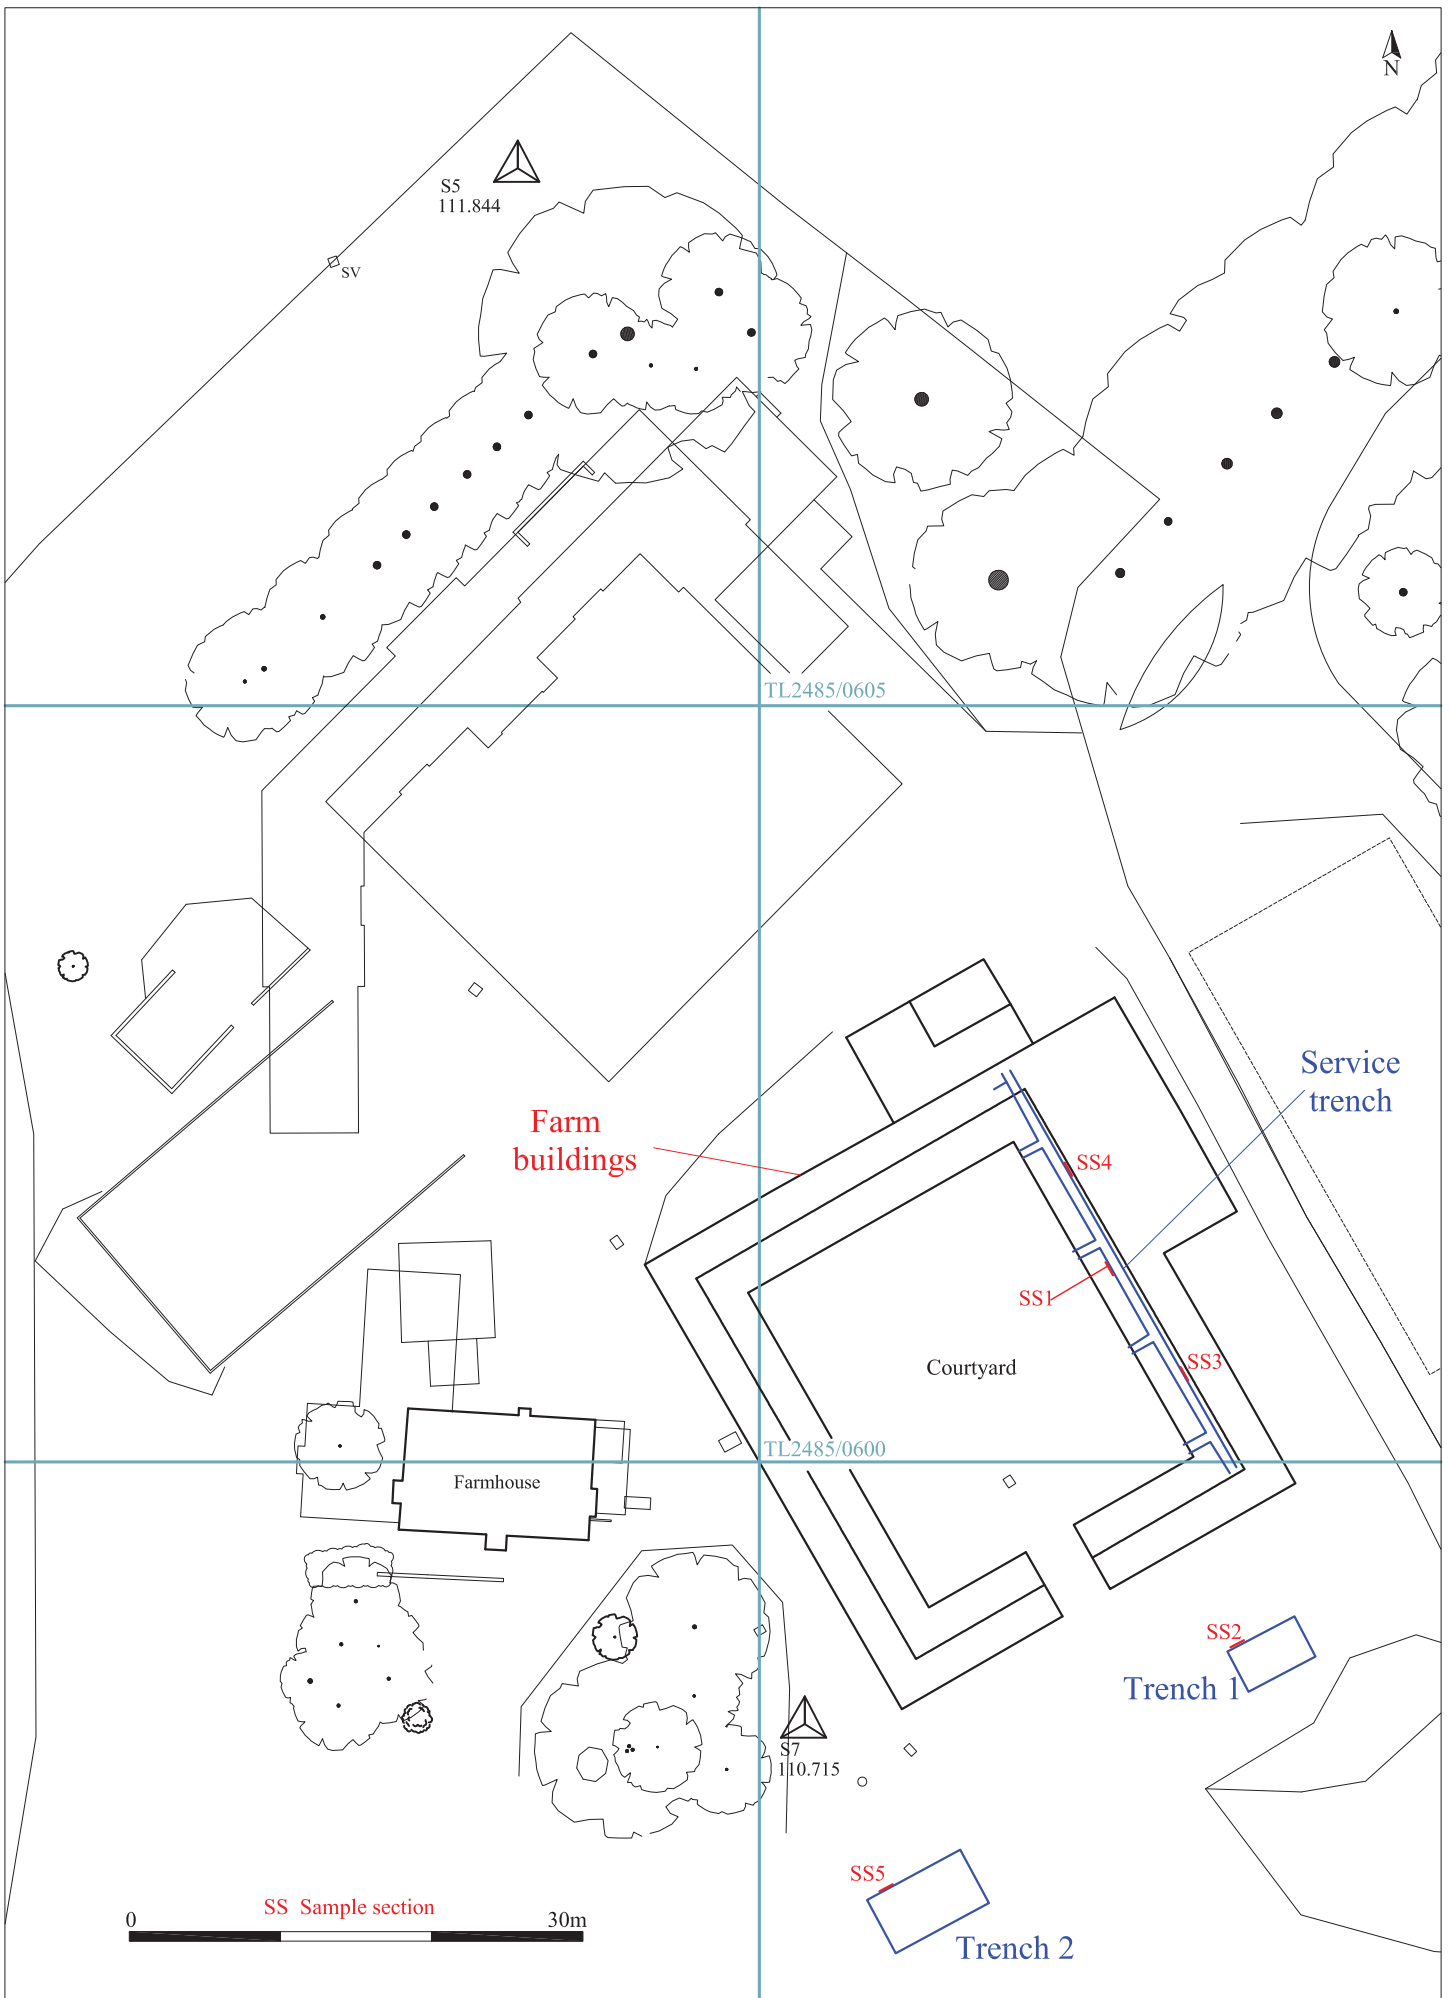 N
S5
111.844
SV
TL2485/0605
Service
trench
Farm
buildings
SS4
SS1
SS3
Courtyard
TL2485/0600
Farmhouse
SS2
Trench 1
S7
110.715
SS5
SS Sample section
0 30m
Trench 2